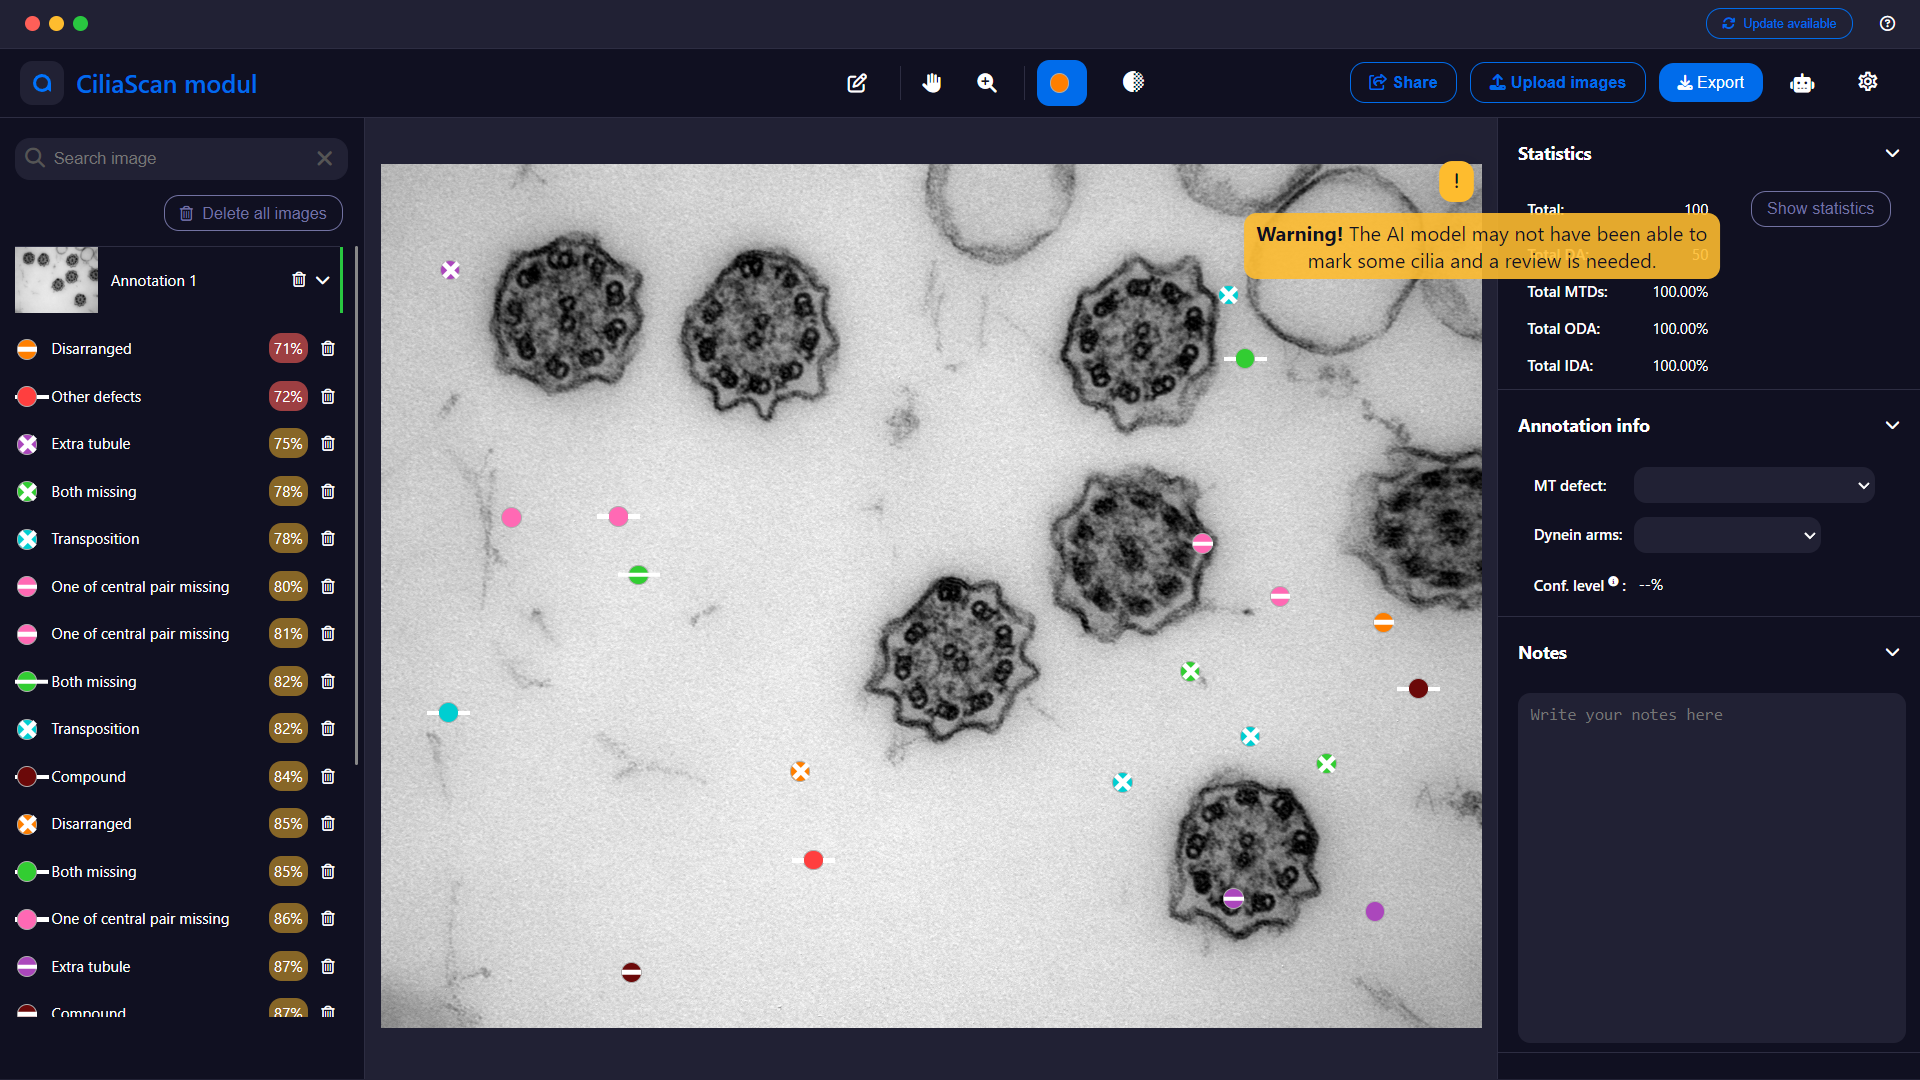 Update available
CiliaScan modul
Share
Upload images
Export
Search image
Delete all images
Annotation 1
Disarranged 71%
Other defects 72%
Extra tubule 75%
Both missing 78%
Transposition 78%
One of central pair missing 80%
One of central pair missing 81%
Both missing 82%
Transposition 82%
Compound 84%
Disarranged 85%
Both missing 85%
One of central pair missing 86%
Extra tubule 87%
Compound 87%
!
Warning! The AI model may not have been able to
mark some cilia and a review is needed.
Statistics
Total: 100
Show statistics
Total DA: 50
Total MTDs: 100.00%
Total ODA: 100.00%
Total IDA: 100.00%
Annotation info
MT defect:
Dynein arms:
Conf. level : --%
Notes
Write your notes here